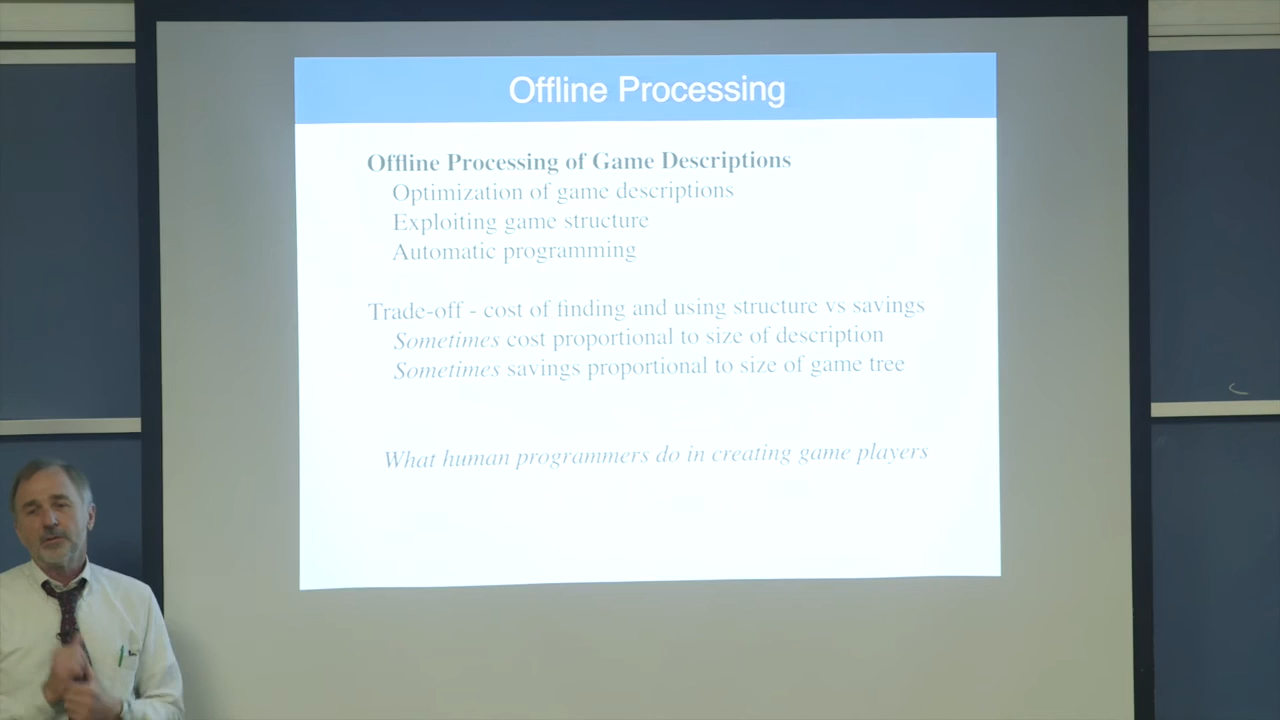 Offline Processing
Offline Processing of Game Descriptions
Optimization of game descriptions
Exploiting game structure
Automatic programming
Trade-off - cost of finding and using structure vs savings
Sometimes cost proportional to size of description
Sometimes savings proportional to size of game tree
What human programmers do in creating game players